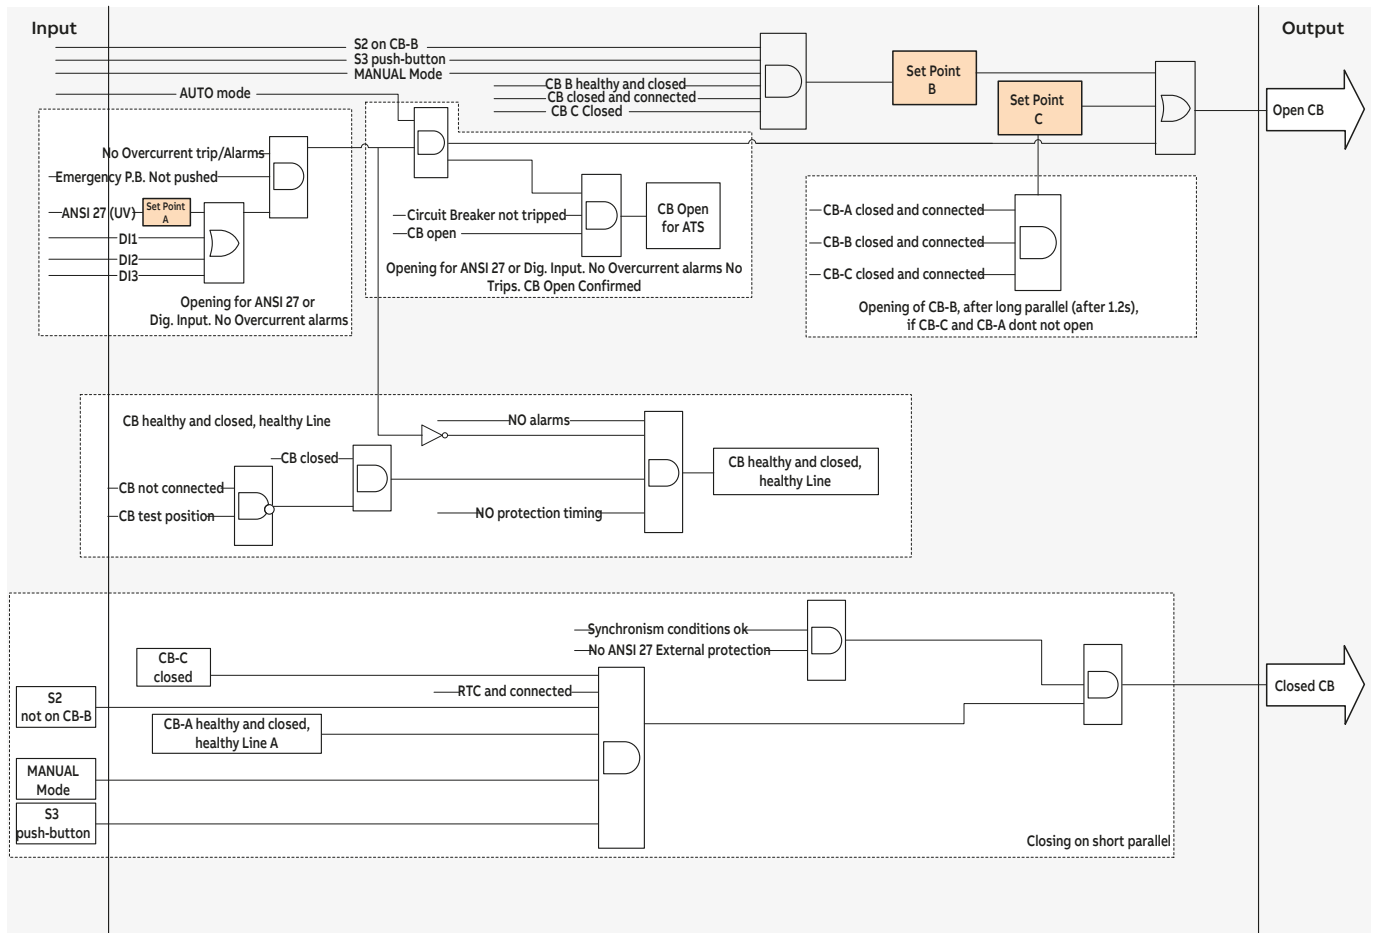 Input
Output
S2 on CB-B
S3 push-button
MANUAL Mode
AUTO mode
CB B healthy and closed
CB closed and connected
CB C Closed
Set Point
B
Set Point
C
Open CB
No Overcurrent trip/Alarms
Emergency P.B. Not pushed
ANSI 27 (UV)
Set Point
A
DI1
DI2
DI3
Opening for ANSI 27 or
Dig. Input. No Overcurrent alarms
Circuit Breaker not tripped
CB open
CB Open
for ATS
Opening for ANSI 27 or Dig. Input. No Overcurrent alarms No
Trips. CB Open Confirmed
CB-A closed and connected
CB-B closed and connected
CB-C closed and connected
Opening of CB-B, after long parallel (after 1.2s),
if CB-C and CB-A dont not open
CB healthy and closed, healthy Line
NO alarms
CB closed
CB not connected
CB test position
NO protection timing
CB healthy and closed,
healthy Line
Synchronism conditions ok
No ANSI 27 External protection
CB-C
closed
RTC and connected
S2
not on CB-B
CB-A healthy and closed,
healthy Line A
MANUAL
Mode
S3
push-button
Closed CB
Closing on short parallel